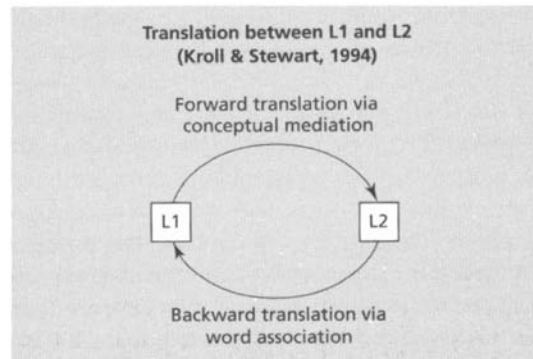 Translation between L1 and L2
(Kroll & Stewart, 1994)
Forward translation via
conceptual mediation
L1
L2
Backward translation via
word association